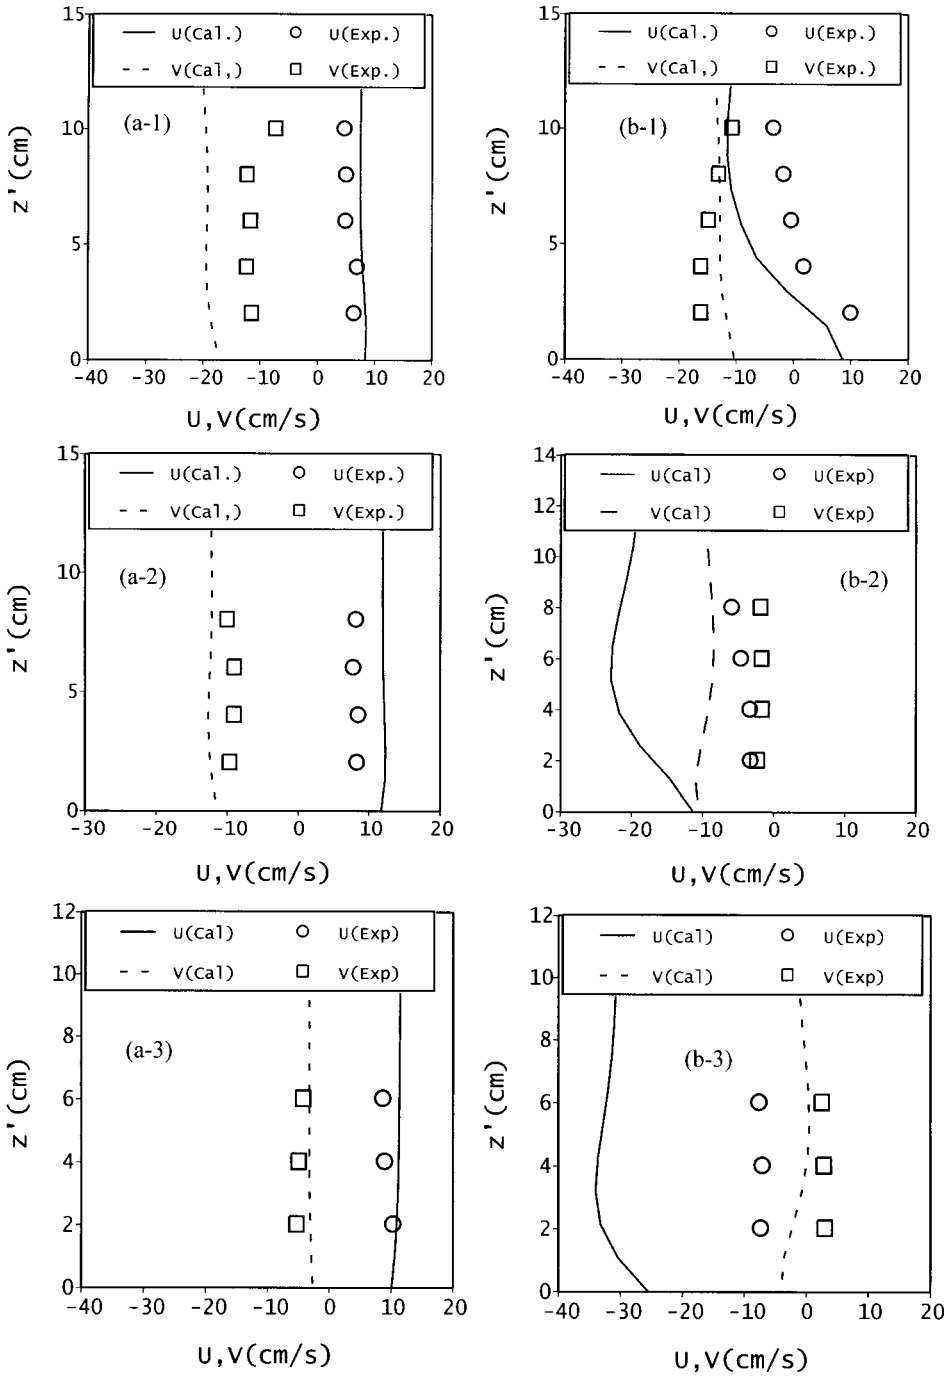 15
U(Cal.) U(Exp.)
V(Cal,) V(Exp.)
10
(a-1)
z'(cm)
5
0
-40 -30 -20 -10 0 10 20
U,V(cm/s)
15
U(Cal.) U(Exp.)
V(Cal,) V(Exp.)
10
(b-1)
z'(cm)
5
0
-40 -30 -20 -10 0 10 20
U,V(cm/s)
15
U(Cal.) U(Exp.)
V(Cal,) V(Exp.)
10
(a-2)
z'(cm)
5
0
-30 -20 -10 0 10 20
U,V(cm/s)
14
U(Cal) U(Exp)
12
V(Cal) V(Exp)
10
(b-2)
8
z'(cm)
6
4
2
0
-30 -20 -10 0 10 20
U,V(cm/s)
12
U(Cal) U(Exp)
10
V(Cal) V(Exp)
8
(a-3)
z'(cm)
6
4
2
0
-40 -30 -20 -10 0 10 20
U,V(cm/s)
12
U(Cal) U(Exp)
10
V(Cal) V(Exp)
8
(b-3)
z'(cm)
6
4
2
0
-40 -30 -20 -10 0 10 20
U,V(cm/s)